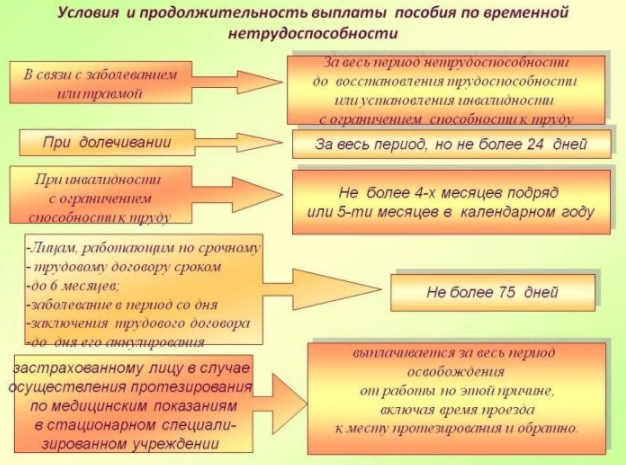 Условия и продолжительность выплаты пособия по временной
нетрудоспособности
В связи с заболеванием
или травмой
За весь период нетрудоспособности
до восстановления трудоспособности
или установления инвалидности
с ограничением способности к труду
При долечивании
За весь период, но не более 24 дней
При инвалидности
с ограничением
способности к труду
Не более 4-х месяцев подряд
или 5-ти месяцев в календарном году
-Лицам, работающим по срочному
- трудовому договору сроком
-до 6 месяцев;
-заболевание в период со дня
-заключения трудового договора
-до дня его аннулирования
Не более 75 дней
застрахованному лицу в случае
осуществления протезирования
по медицинским показаниям
в стационарном специали-
зированном учреждении
выплачивается за весь период
освобождения
от работы по этой причине,
включая время проезда
к месту протезирования и обратно.